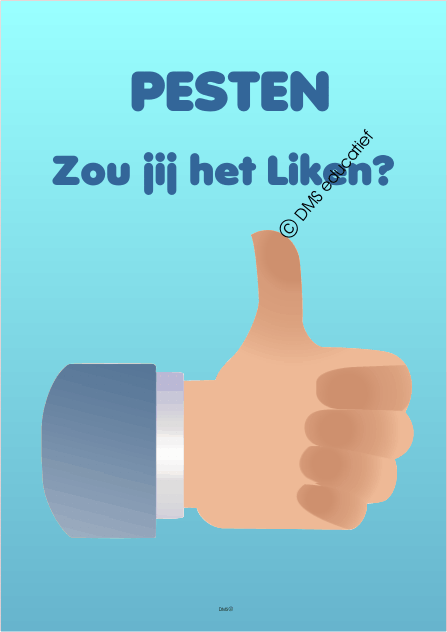 PESTEN
Zou jij het Liken?
© DMS educatief